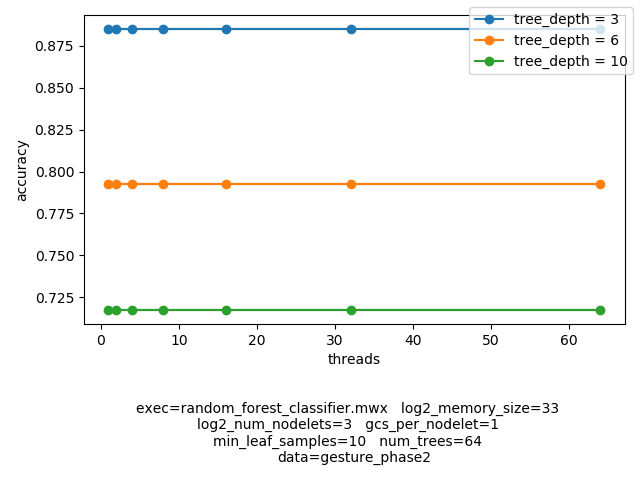 tree_depth = 3
tree_depth = 6
tree_depth = 10
accuracy
0.875
0.850
0.825
0.800
0.775
0.750
0.725
0 10 20 30 40 50 60
threads
exec=random_forest_classifier.mwx log2_memory_size=33
log2_num_nodelets=3 gcs_per_nodelet=1
min_leaf_samples=10 num_trees=64
data=gesture_phase2